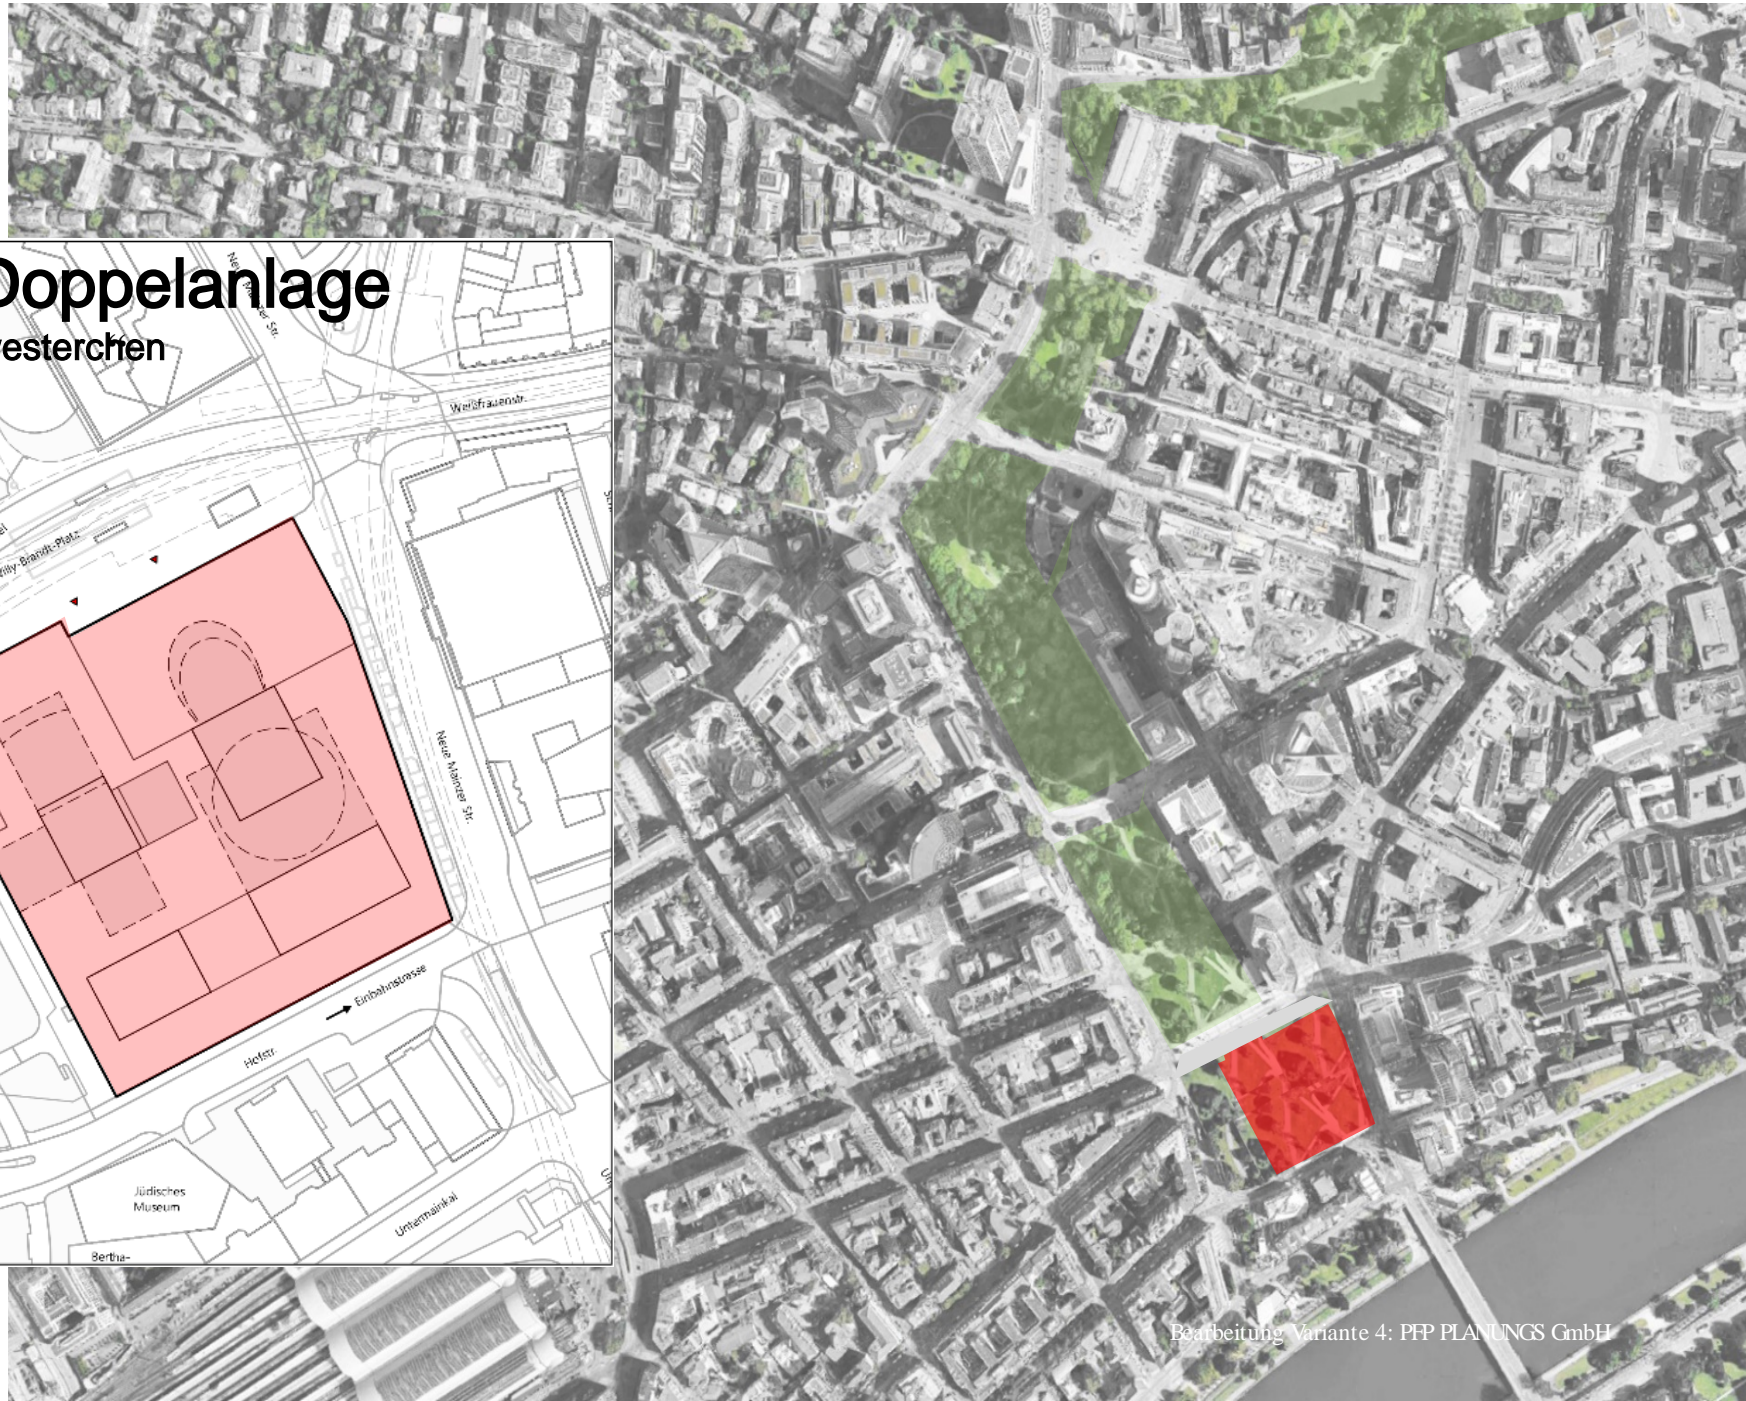 Doppelanlage
esterchen
Neue Mainzer Str.
Weißfrauenstr.
Willy-Brandt-Platz
Neue Mainzer Str.
Einbahnstrasse
Hofstr.
Jüdisches
Museum
Untermainkai
Bertha-
Bearbeitung Variante 4: PFP PLANUNGS GmbH